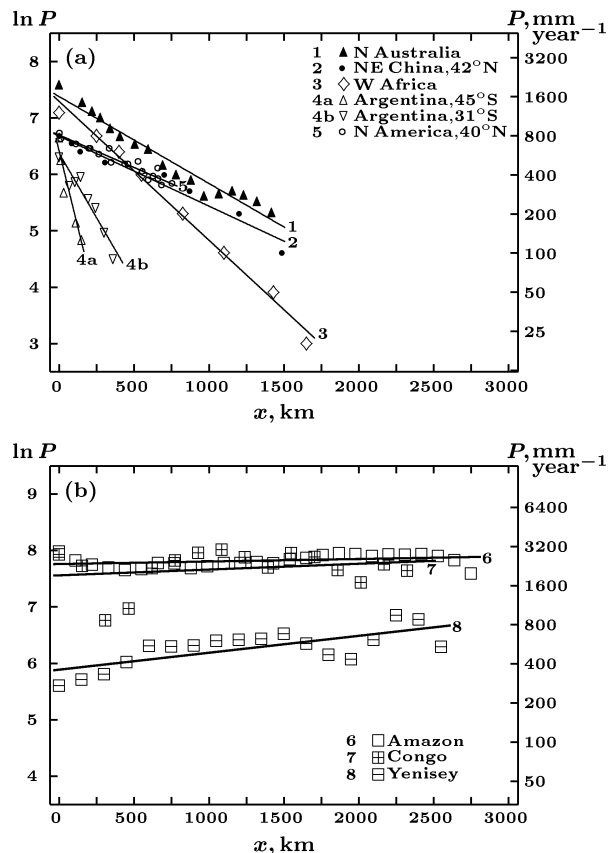 ln P
P, mm
year−1
(a)
1 ▲ N Australia
2 • NE China, 42°N
3 ◇ W Africa
4a △ Argentina, 45°S
4b ▽ Argentina, 31°S
5 ○ N America, 40°N
8
7
6
5
4
3
3200
1600
800
400
200
100
50
25
5
1
2
4a
4b
3
0 500 1000 1500 2000 2500 3000
x, km
ln P
P, mm
year−1
(b)
9
8
7
6
5
4
6400
3200
1600
800
400
200
100
50
6
7
8
6 □ Amazon
7 ⊞ Congo
8 ⊟ Yenisey
0 500 1000 1500 2000 2500 3000
x, km